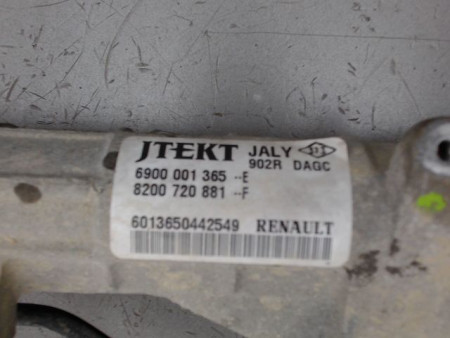 JTEKT JALY
902R DAGC
6900 001 365 --E
8200 720 881 --F
6013650442549 RENAULT